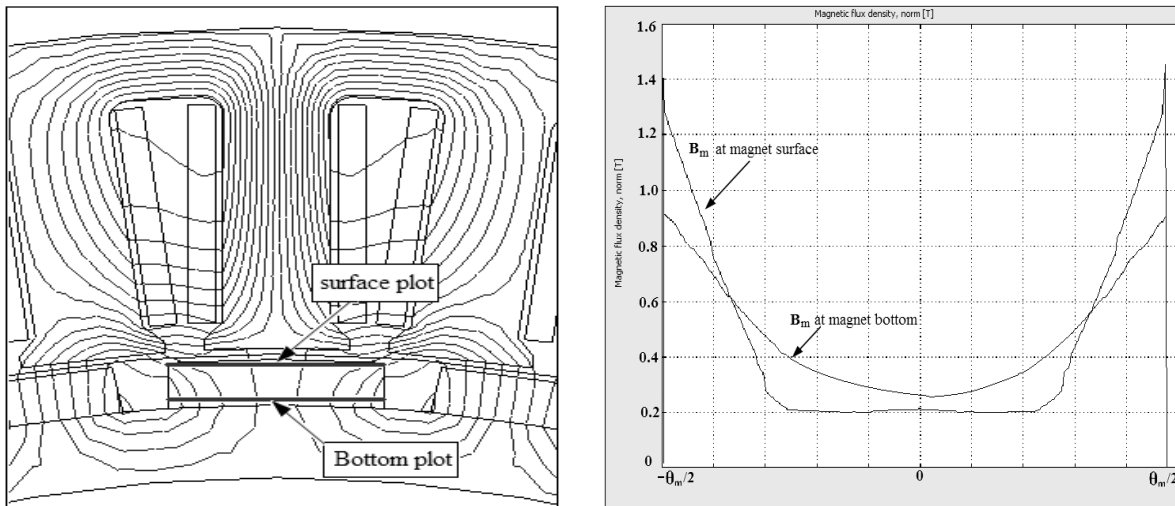 surface plot
Bottom plot
Magnetic flux density, norm [T]
Magnetic flux density, norm [T]
1.6
1.4
1.2
1.0
0.8
0.6
0.4
0.2
0
Bm at magnet surface
Bm at magnet bottom
-θm/2
0
θm/2